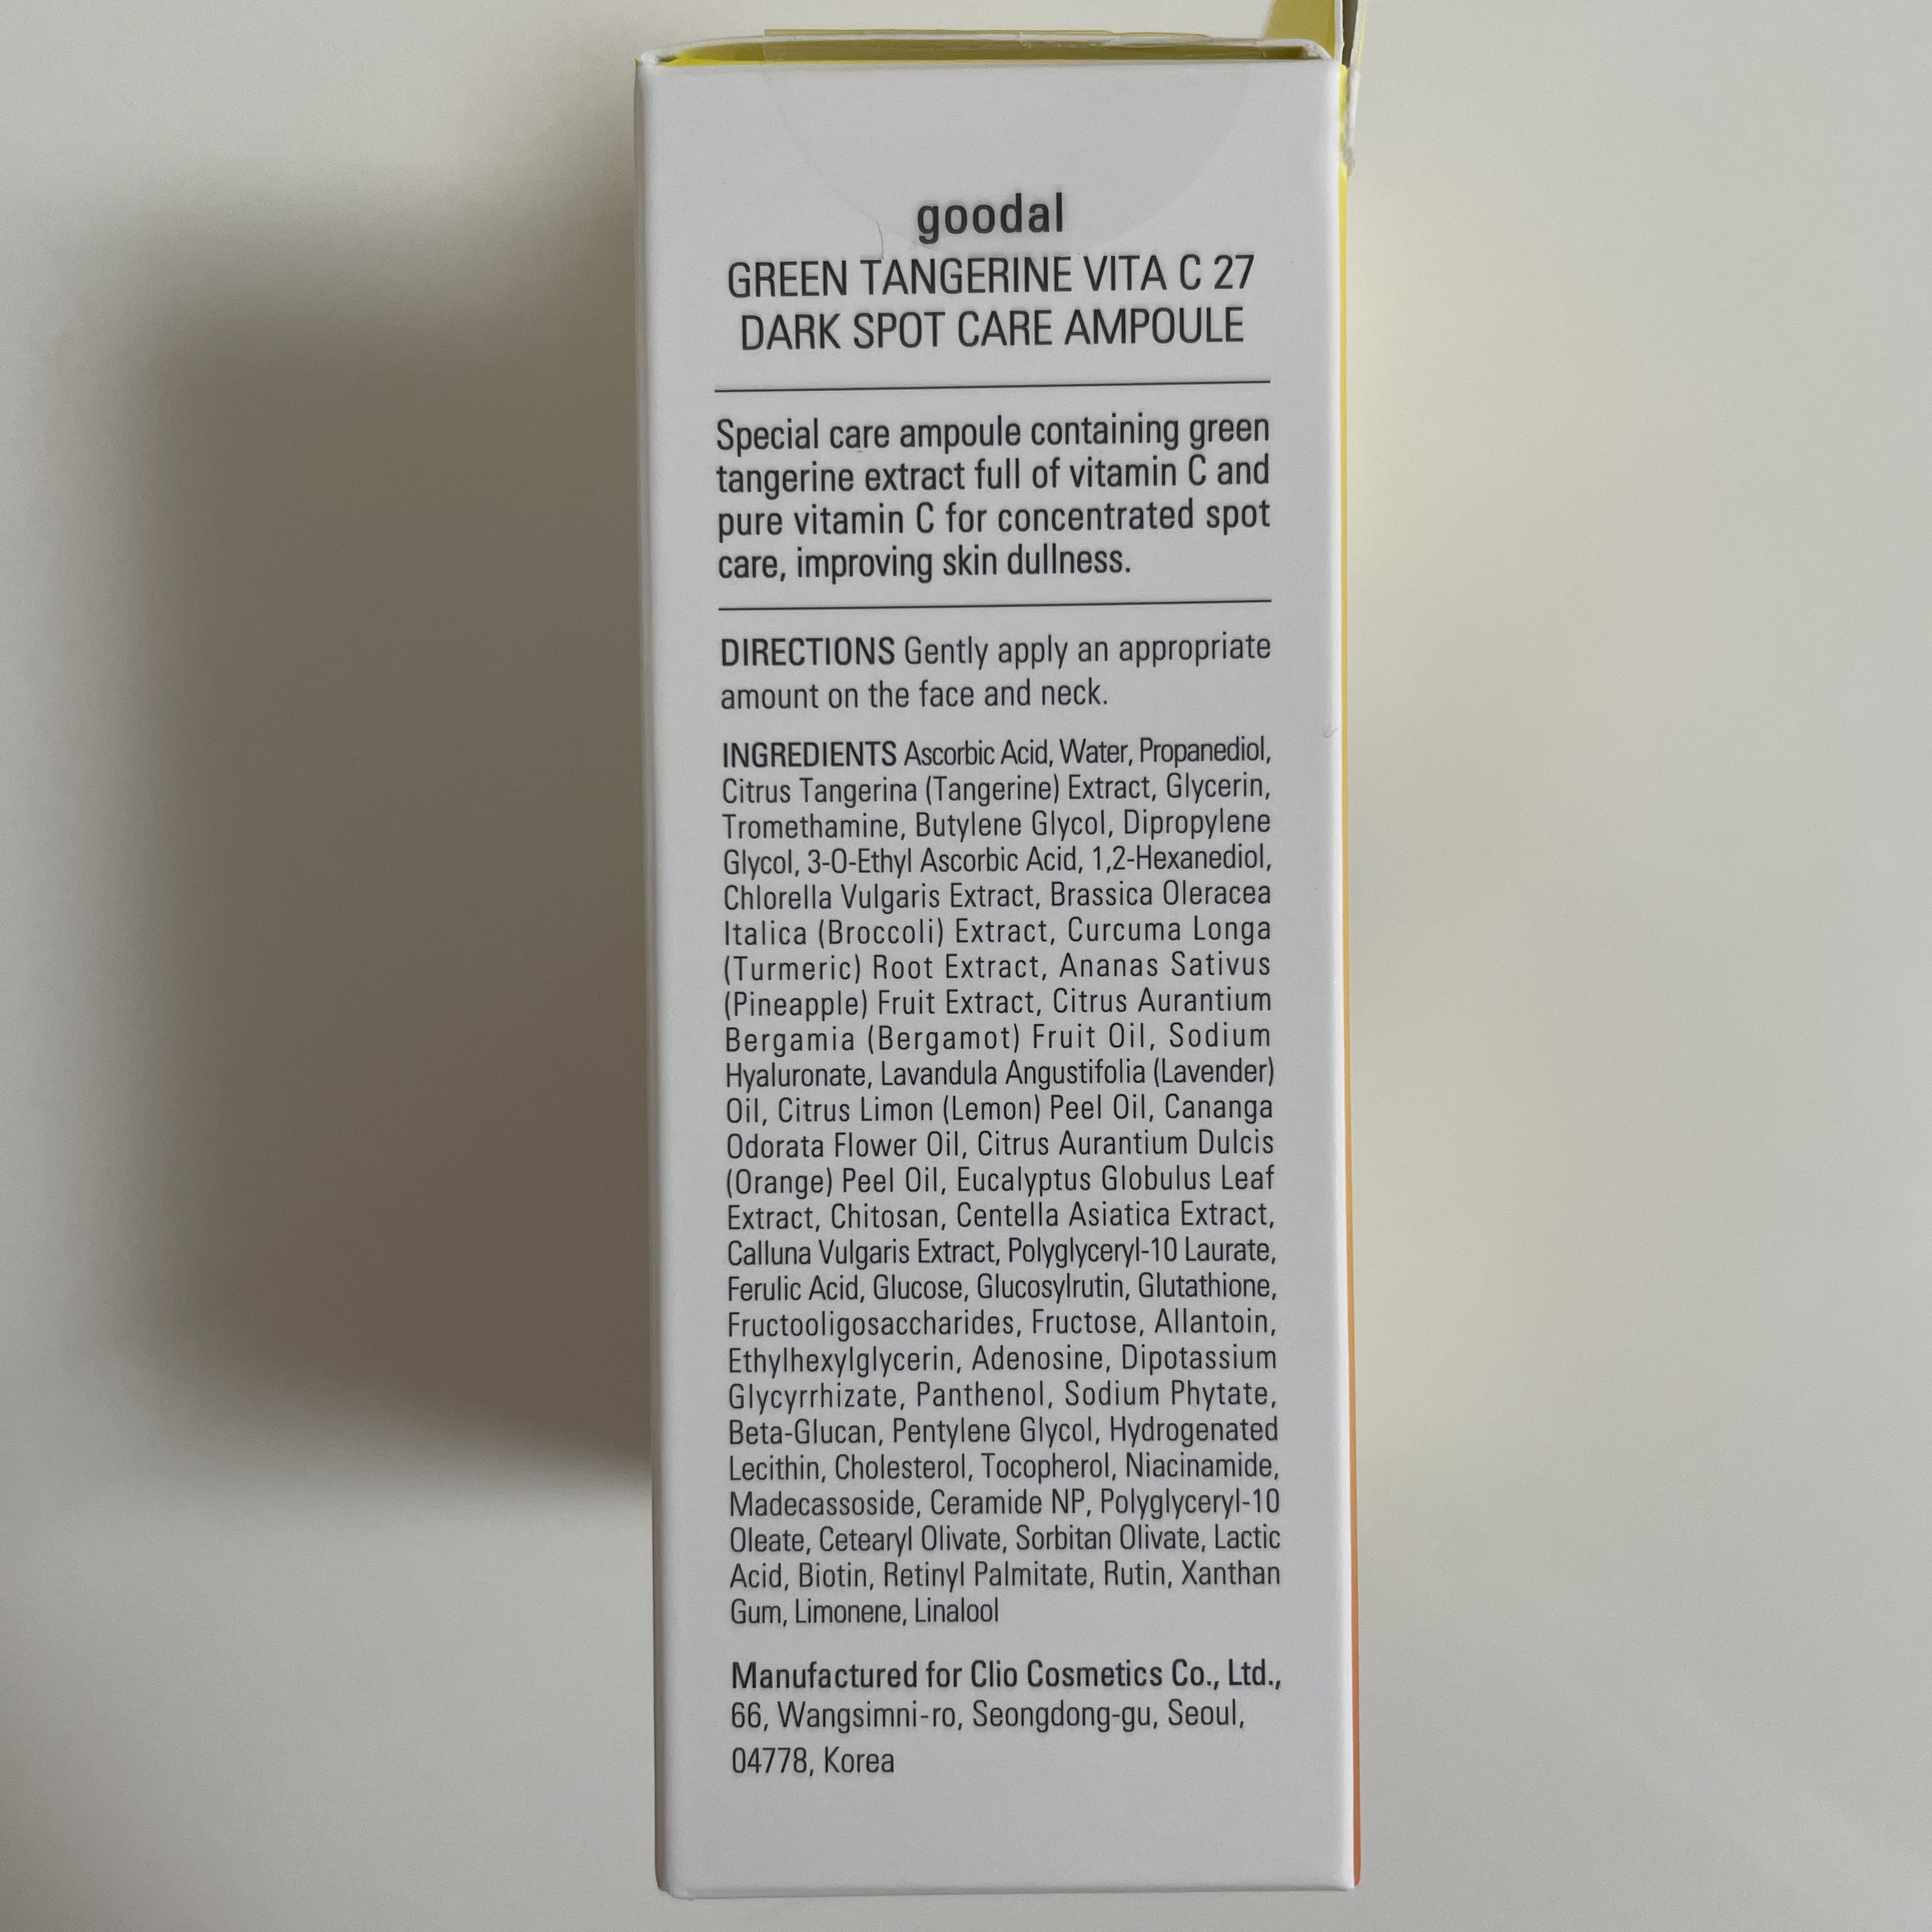 goodal
GREEN TANGERINE VITA C 27
DARK SPOT CARE AMPOULE
Special care ampoule containing green
tangerine extract full of vitamin C and
pure vitamin C for concentrated spot
care, improving skin dullness.
DIRECTIONS Gently apply an appropriate
amount on the face and neck.
INGREDIENTS Ascorbic Acid, Water, Propanediol,
Citrus Tangerina (Tangerine) Extract, Glycerin,
Tromethamine, Butylene Glycol, Dipropylene
Glycol, 3-O-Ethyl Ascorbic Acid, 1,2-Hexanediol,
Chlorella Vulgaris Extract, Brassica Oleracea
Italica (Broccoli) Extract, Curcuma Longa
(Turmeric) Root Extract, Ananas Sativus
(Pineapple) Fruit Extract, Citrus Aurantium
Bergamia (Bergamot) Fruit Oil, Sodium
Hyaluronate, Lavandula Angustifolia (Lavender)
Oil, Citrus Limon (Lemon) Peel Oil, Cananga
Odorata Flower Oil, Citrus Aurantium Dulcis
(Orange) Peel Oil, Eucalyptus Globulus Leaf
Extract, Chitosan, Centella Asiatica Extract,
Calluna Vulgaris Extract, Polyglyceryl-10 Laurate,
Ferulic Acid, Glucose, Glucosylrutin, Glutathione,
Fructooligosaccharides, Fructose, Allantoin,
Ethylhexylglycerin, Adenosine, Dipotassium
Glycyrrhizate, Panthenol, Sodium Phytate,
Beta-Glucan, Pentylene Glycol, Hydrogenated
Lecithin, Cholesterol, Tocopherol, Niacinamide,
Madecassoside, Ceramide NP, Polyglyceryl-10
Oleate, Cetearyl Olivate, Sorbitan Olivate, Lactic
Acid, Biotin, Retinyl Palmitate, Rutin, Xanthan
Gum, Limonene, Linalool
Manufactured for Clio Cosmetics Co., Ltd.,
66, Wangsimni-ro, Seongdong-gu, Seoul,
04778, Korea